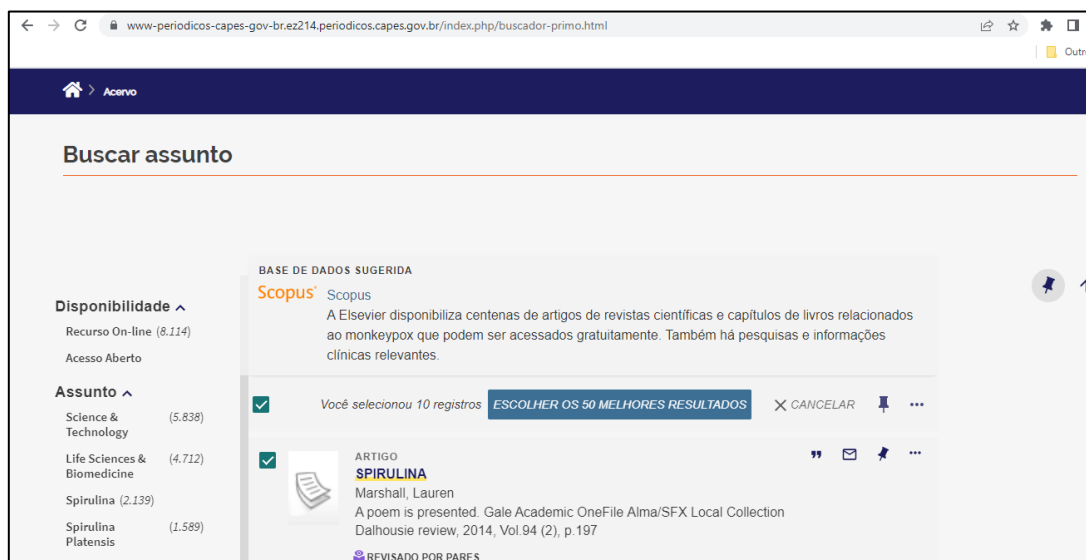 www-periodicos-capes-gov-br.ez214.periodicos.capes.gov.br/index.php/buscador-primo.html
Outr
> Acervo
Buscar assunto
BASE DE DADOS SUGERIDA
Scopus Scopus
A Elsevier disponibiliza centenas de artigos de revistas científicas e capítulos de livros relacionados
ao monkeypox que podem ser acessados gratuitamente. Também há pesquisas e informações
clínicas relevantes.
Disponibilidade
Recurso On-line (8.114)
Acesso Aberto
Assunto
Science & (5.838)
Technology
Life Sciences & (4.712)
Biomedicine
Spirulina (2.139)
Spirulina (1.589)
Platensis
Você selecionou 10 registros ESCOLHER OS 50 MELHORES RESULTADOS CANCELAR
ARTIGO
SPIRULINA
Marshall, Lauren
A poem is presented. Gale Academic OneFile Alma/SFX Local Collection
Dalhousie review, 2014, Vol.94 (2), p.197
REVISADO POR PARES